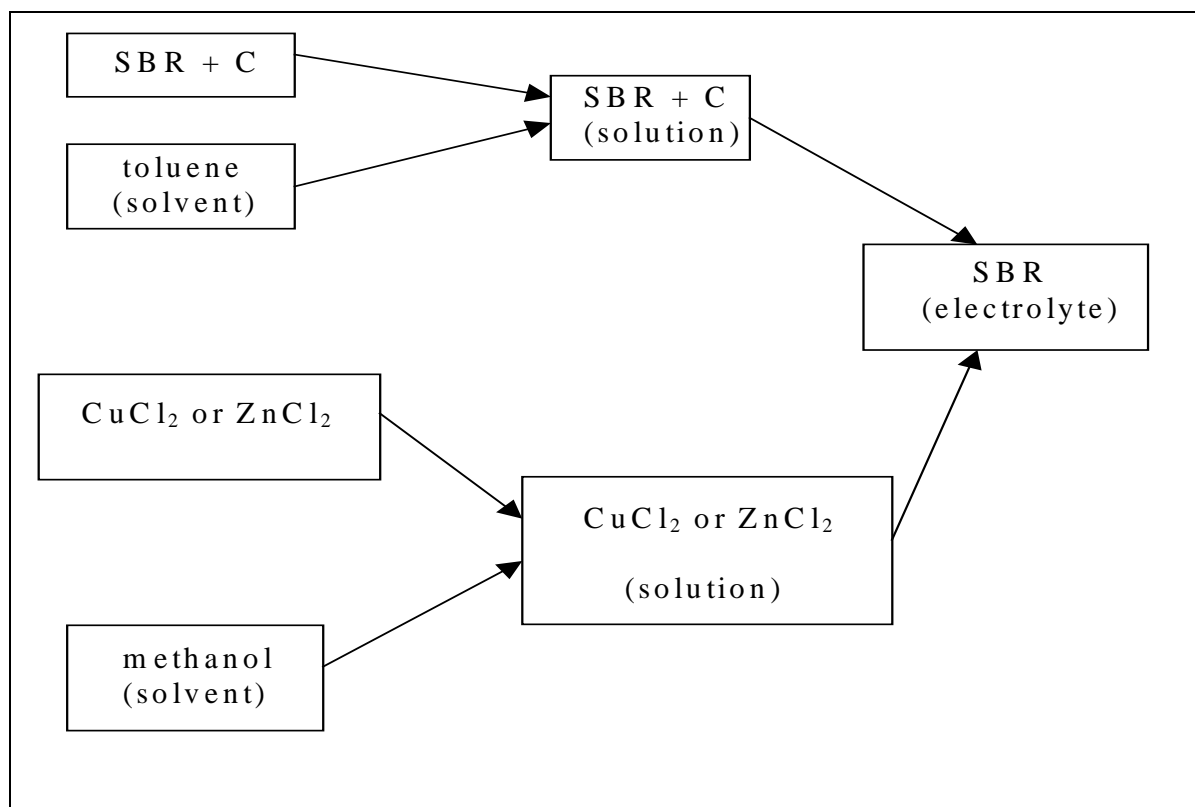 SBR + C
toluene
(solvent)
SBR + C
(solution)
SBR
(electrolyte)
CuCl₂ or ZnCl₂
methanol
(solvent)
CuCl₂ or ZnCl₂
(solution)